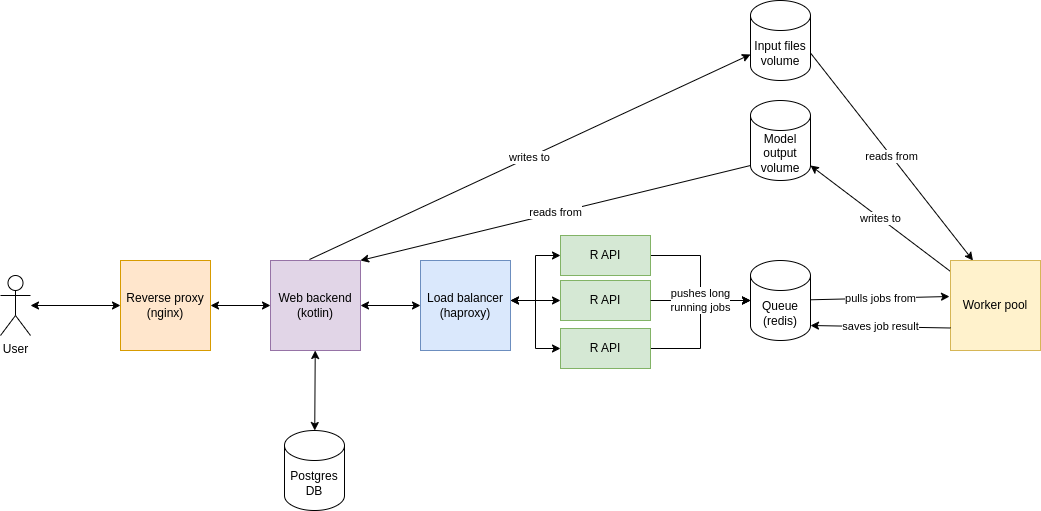 Input files
volume
Model
output
volume
writes to
reads from
reads from
writes to
User
Reverse proxy
(nginx)
Web backend
(kotlin)
Load balancer
(haproxy)
R API
R API
R API
pushes long
running jobs
Queue
(redis)
pulls jobs from
saves job result
Worker pool
Postgres
DB